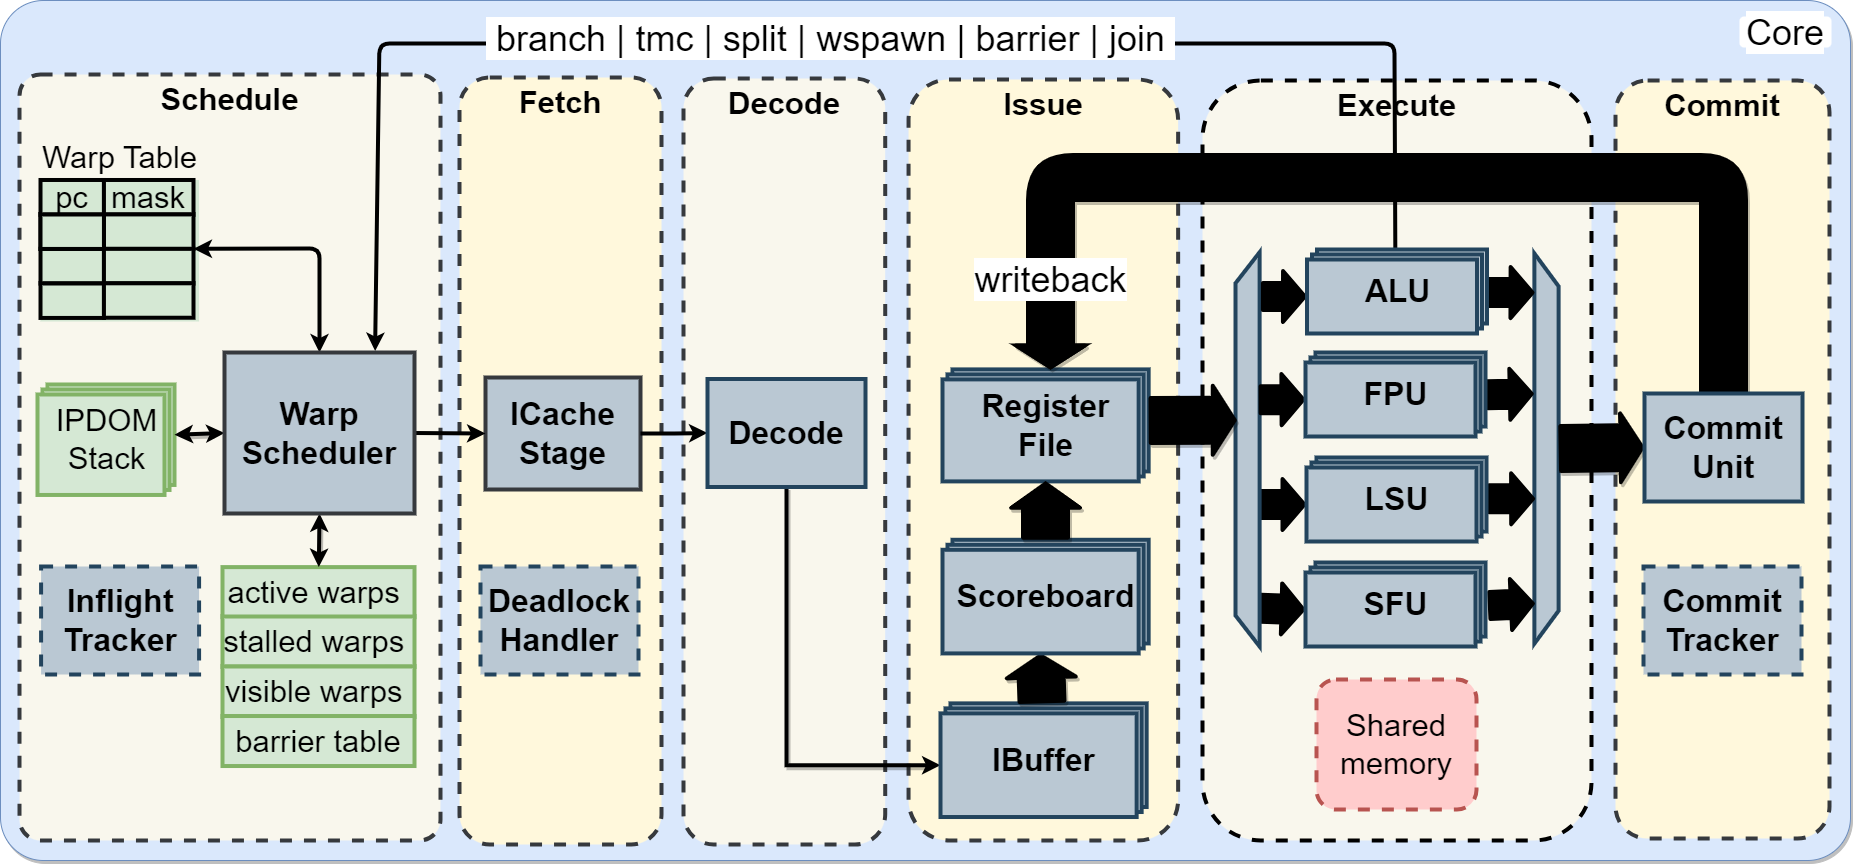 branch | tmc | split | wspawn | barrier | join
Core
Schedule
Warp Table
pc
mask
IPDOM
Stack
Warp
Scheduler
Inflight
Tracker
active warps
stalled warps
visible warps
barrier table
Fetch
ICache
Stage
Deadlock
Handler
Decode
Decode
Issue
writeback
Register
File
Scoreboard
IBuffer
Execute
ALU
FPU
LSU
SFU
Shared
memory
Commit
Commit
Unit
Commit
Tracker